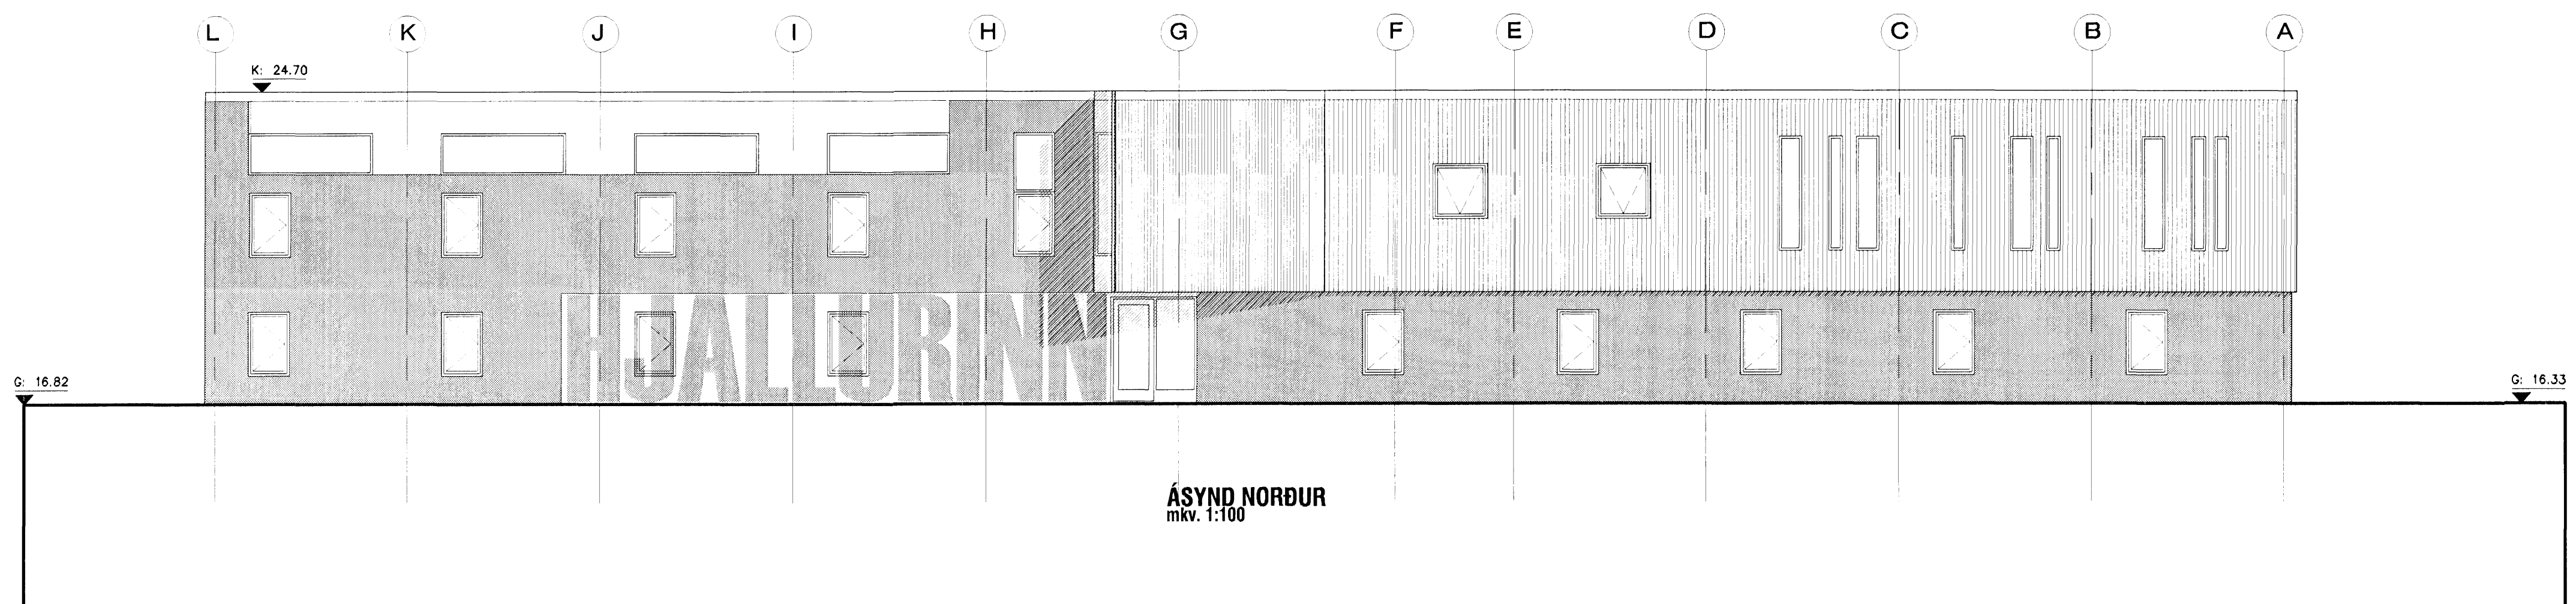 L K J I H G F E D C B A
K: 24.70
HJALLURINN
G: 16.82
G: 16.33
ÁSYND NORÐUR
mkv. 1:100